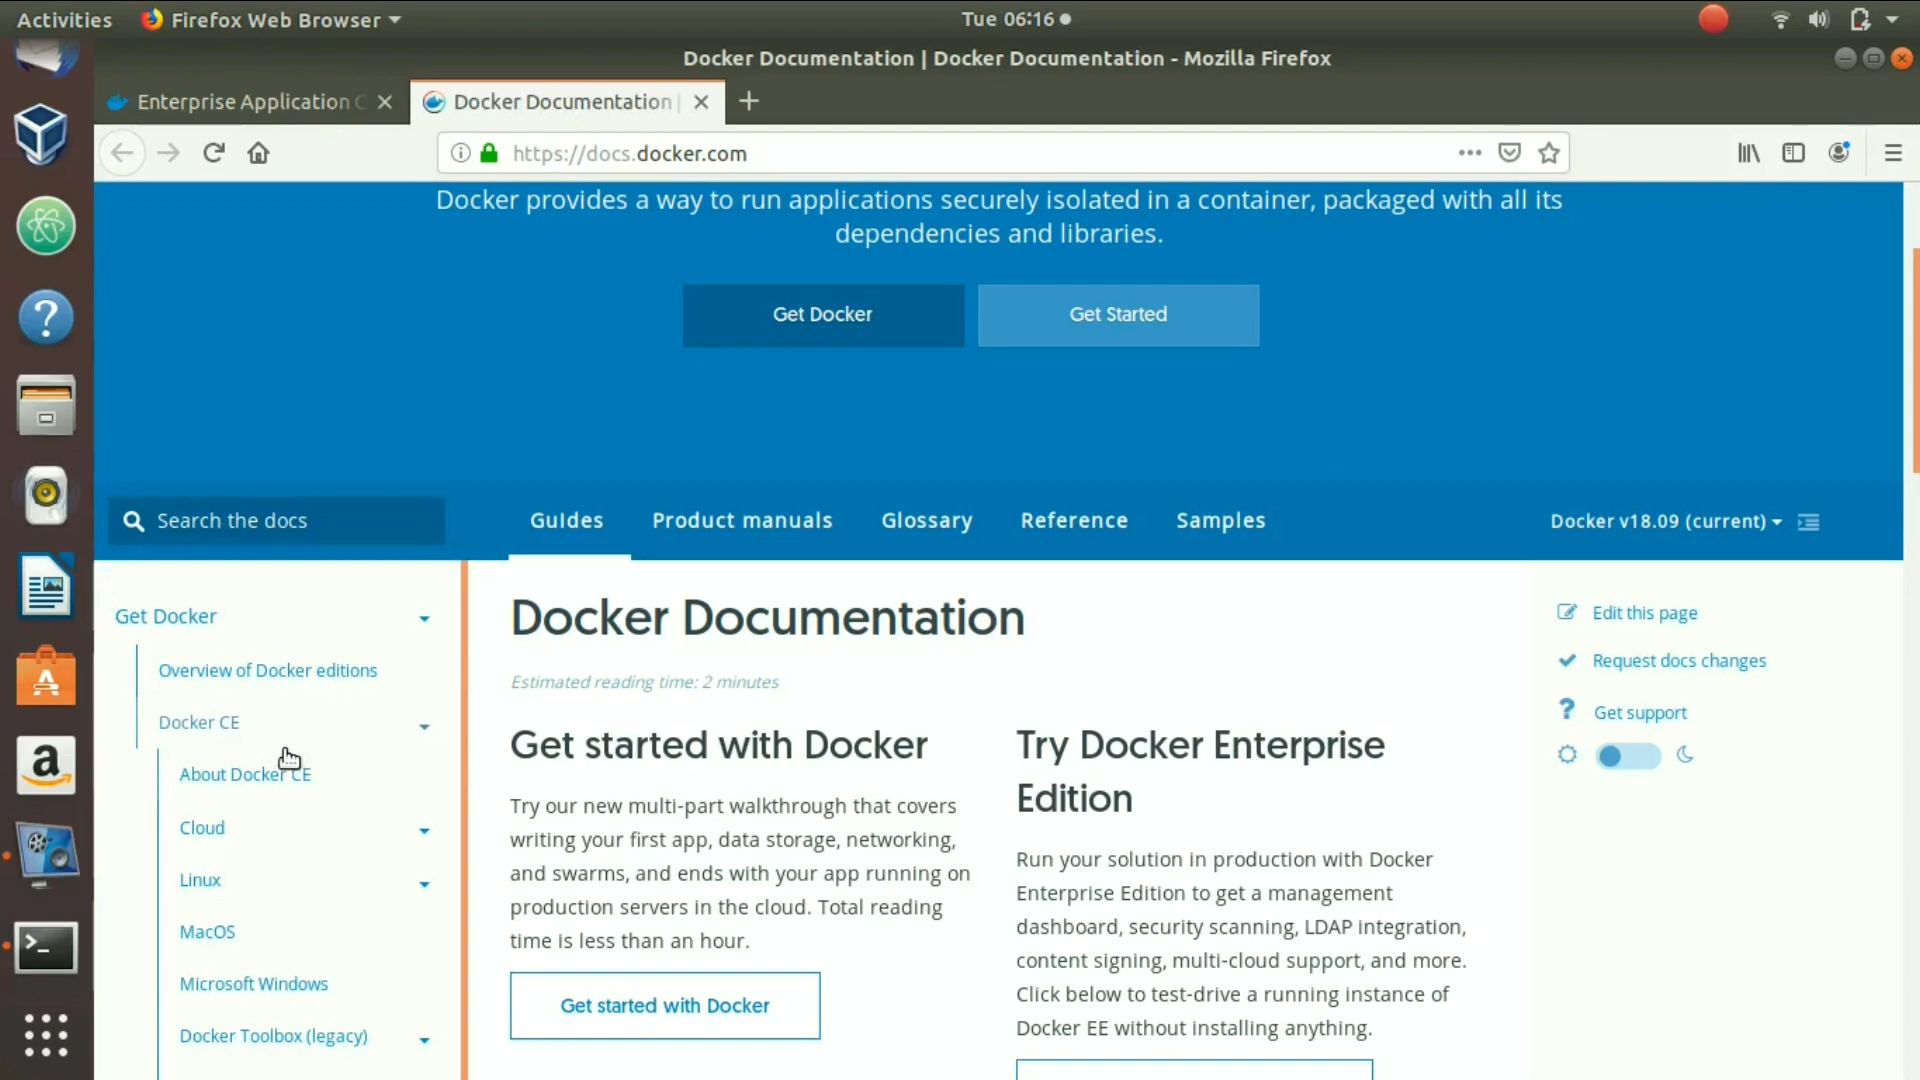 Activities
Firefox Web Browser
Tue 06:16
Docker Documentation | Docker Documentation - Mozilla Firefox
Enterprise Application C
Docker Documentation |
https://docs.docker.com
Docker provides a way to run applications securely isolated in a container, packaged with all its
dependencies and libraries.
Get Docker
Get Started
Search the docs
Guides
Product manuals
Glossary
Reference
Samples
Docker v18.09 (current)
Get Docker
Overview of Docker editions
Docker CE
About Docker CE
Cloud
Linux
MacOS
Microsoft Windows
Docker Toolbox (legacy)
Docker Documentation
Estimated reading time: 2 minutes
Get started with Docker
Try our new multi-part walkthrough that covers
writing your first app, data storage, networking,
and swarms, and ends with your app running on
production servers in the cloud. Total reading
time is less than an hour.
Get started with Docker
Try Docker Enterprise
Edition
Run your solution in production with Docker
Enterprise Edition to get a management
dashboard, security scanning, LDAP integration,
content signing, multi-cloud support, and more.
Click below to test-drive a running instance of
Docker EE without installing anything.
Edit this page
Request docs changes
Get support